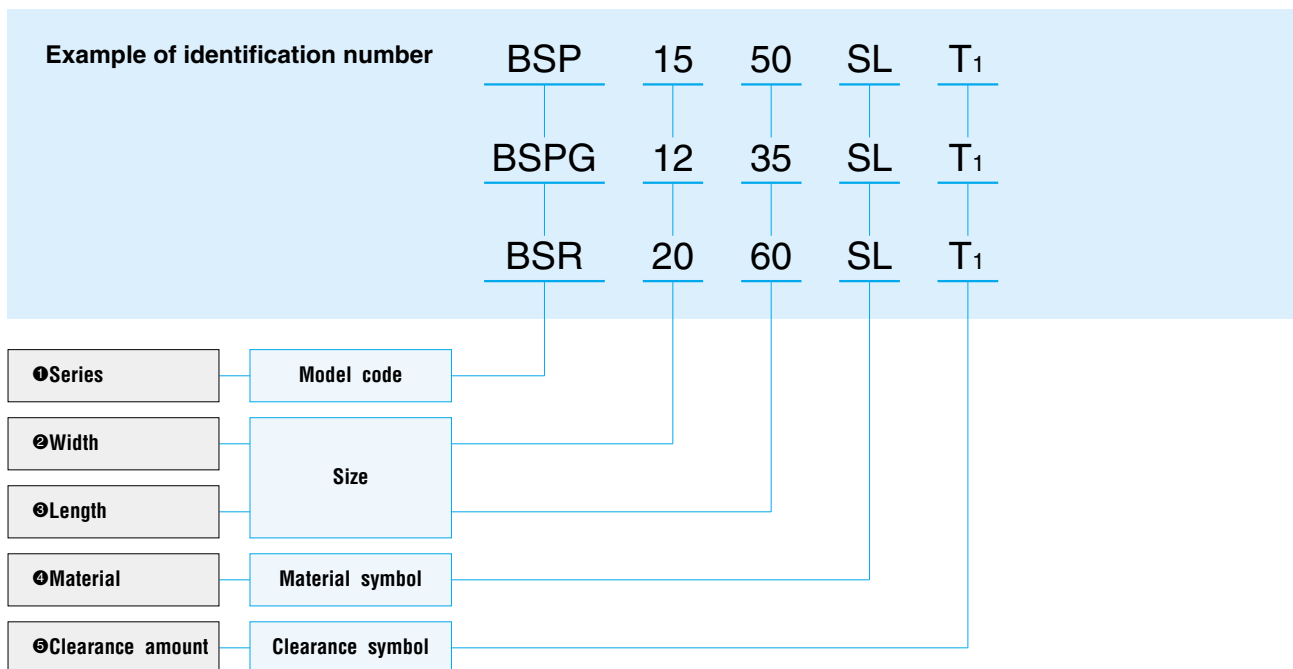 Example of identification number BSP 15 50 SL T1
BSPG 12 35 SL T1
BSR 20 60 SL T1
❶Series Model code
❷Width
Size
❸Length
❹Material Material symbol
❺Clearance amount Clearance symbol